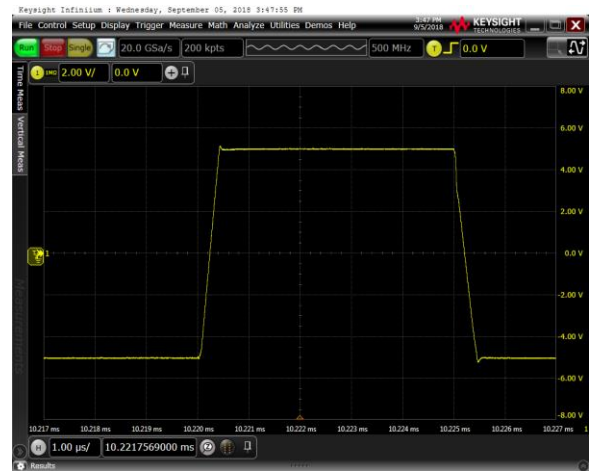 Keysight Infiniium : Wednesday, September 05, 2018 3:47:55 PM
File Control Setup Display Trigger Measure Math Analyze Utilities Demos Help 3:47 PM 9/5/2018 KEYSIGHT TECHNOLOGIES
Run Stop Single 20.0 GSa/s 200 kpts 500 MHz T 0.0 V
1 2.00 V/ 0.0 V
Time Meas
Vertical Meas
Measurements
8.00 V
6.00 V
4.00 V
2.00 V
1 0.0 V
-2.00 V
-4.00 V
-6.00 V
-8.00 V
10.217 ms 10.218 ms 10.219 ms 10.220 ms 10.221 ms 10.222 ms 10.223 ms 10.224 ms 10.225 ms 10.226 ms 10.227 ms 1
H 1.00 µs/ 10.2217569000 ms
Results